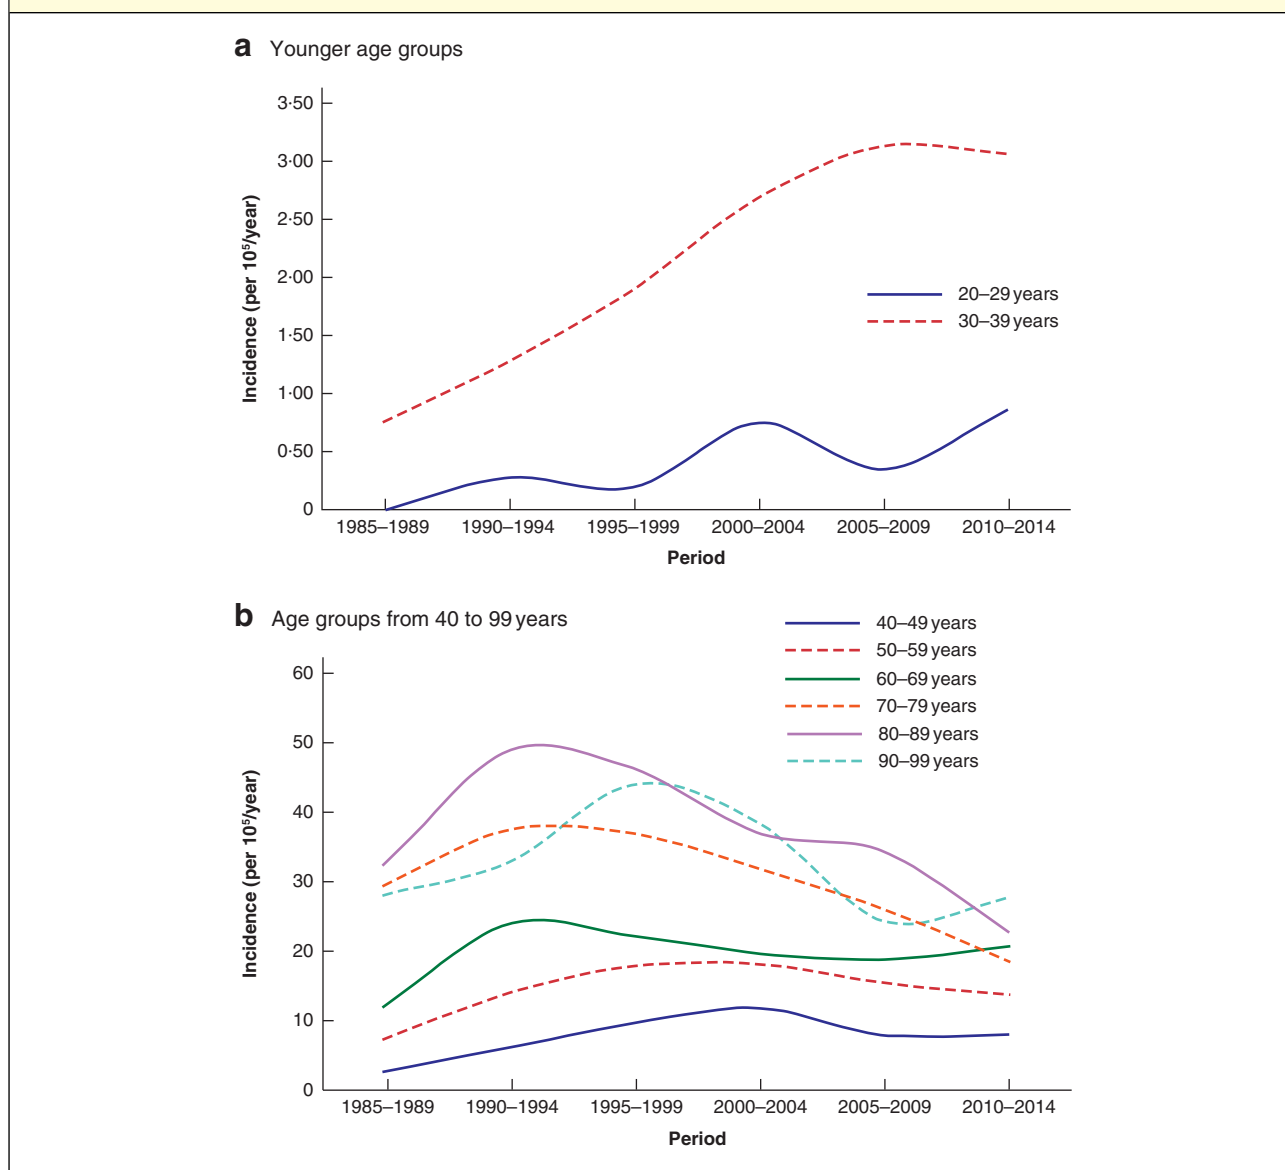 a Younger age groups
3·50
3·00
2·50
2·00
1·50
1·00
0·50
0
Incidence (per 10⁵/year)
20–29 years
30–39 years
1985–1989 1990–1994 1995–1999 2000–2004 2005–2009 2010–2014
Period
b Age groups from 40 to 99 years
40–49 years
50–59 years
60–69 years
70–79 years
80–89 years
90–99 years
60
50
40
30
20
10
0
Incidence (per 10⁵/year)
1985–1989 1990–1994 1995–1999 2000–2004 2005–2009 2010–2014
Period